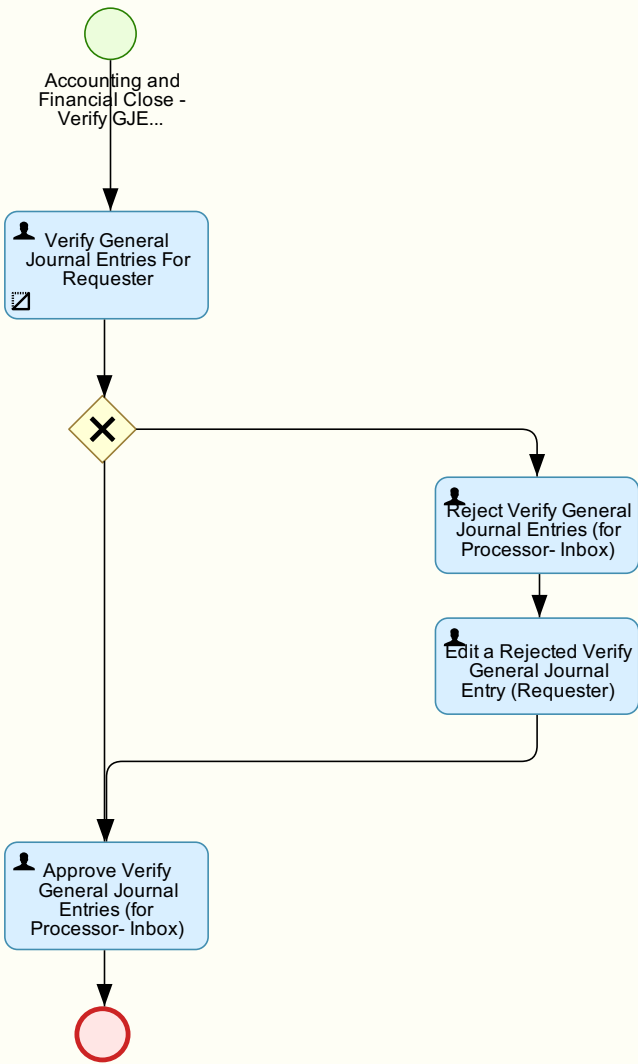 Accounting and
Financial Close -
Verify GJE...
Verify General
Journal Entries For
Requester
Reject Verify General
Journal Entries (for
Processor- Inbox)
Edit a Rejected Verify
General Journal
Entry (Requester)
Approve Verify
General Journal
Entries (for
Processor- Inbox)